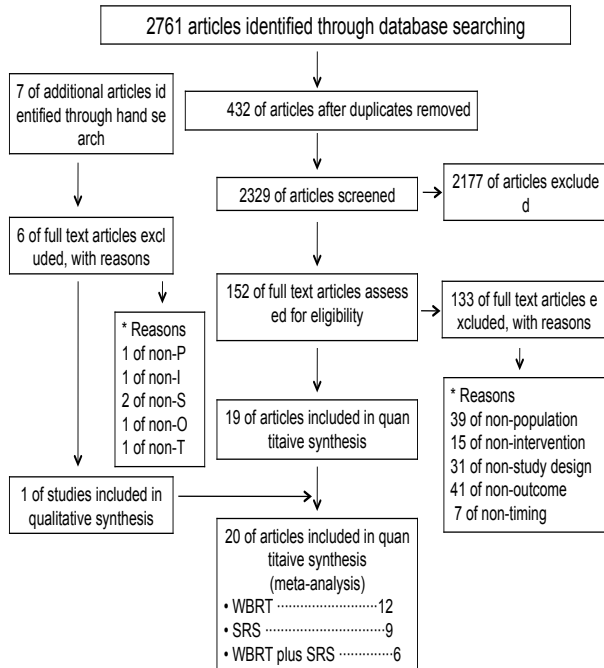 2761 articles identified through database searching
7 of additional articles id
entified through hand se
arch
432 of articles after duplicates removed
2329 of articles screened
2177 of articles exclude
d
6 of full text articles excl
uded, with reasons
152 of full text articles assess
ed for eligibility
133 of full text articles e
xcluded, with reasons
* Reasons
1 of non-P
1 of non-I
2 of non-S
1 of non-O
1 of non-T
* Reasons
39 of non-population
15 of non-intervention
31 of non-study design
41 of non-outcome
7 of non-timing
19 of articles included in quan
titaive synthesis
1 of studies included in
qualitative synthesis
20 of articles included in quan
titaive synthesis
(meta-analysis)
• WBRT ····························12
• SRS ·································9
• WBRT plus SRS ··············6